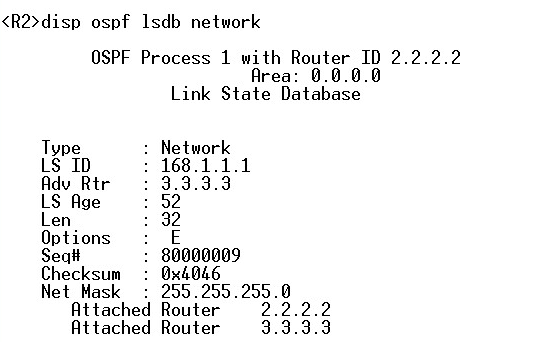 <R2>disp ospf lsdb network
OSPF Process 1 with Router ID 2.2.2.2
Area: 0.0.0.0
Link State Database
Type : Network
LS ID : 168.1.1.1
Adv Rtr : 3.3.3.3
LS Age : 52
Len : 32
Options : E
Seq# : 80000009
Checksum : 0x4046
Net Mask : 255.255.255.0
Attached Router 2.2.2.2
Attached Router 3.3.3.3